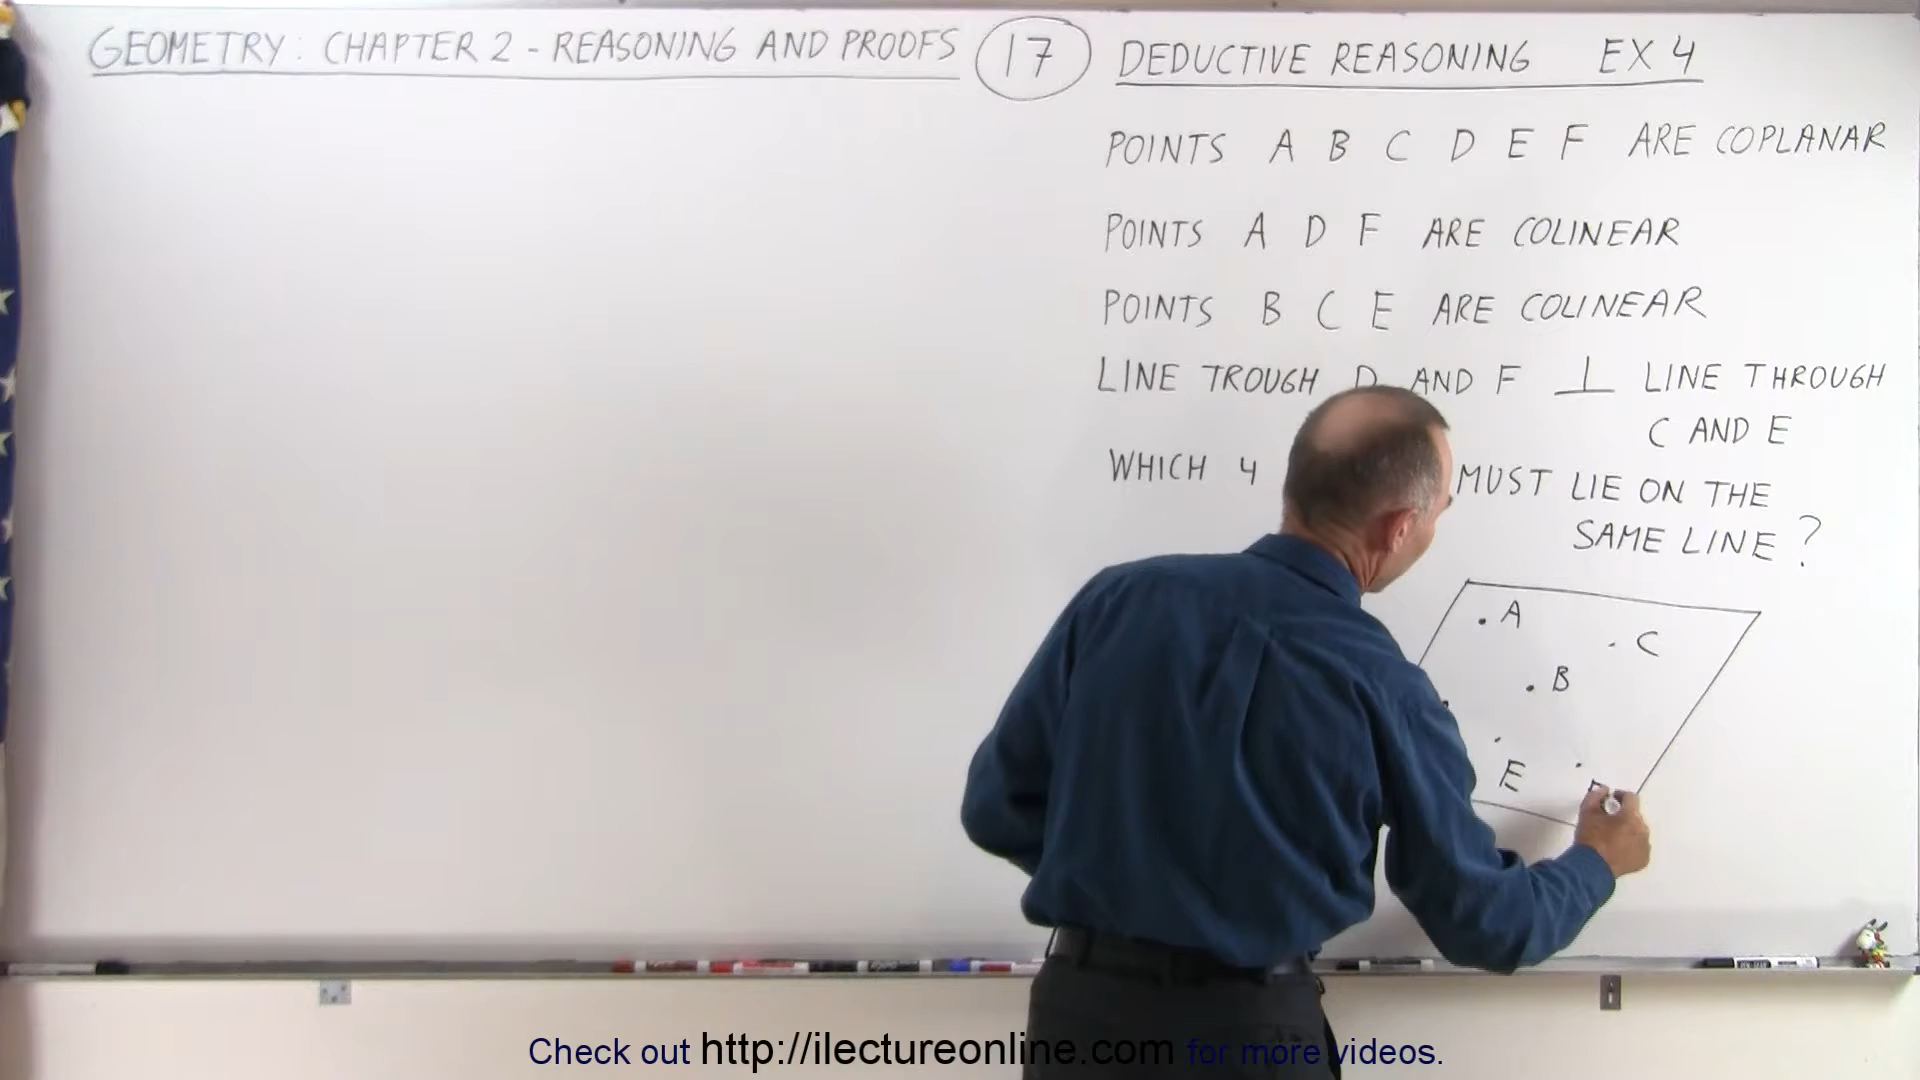 GEOMETRY: CHAPTER 2 - REASONING AND PROOFS 17 DEDUCTIVE REASONING EX 4
POINTS A B C D E F ARE COPLANAR
POINTS A D F ARE COLINEAR
POINTS B C E ARE COLINEAR
LINE TROUGH D AND F ⊥ LINE THROUGH
C AND E
WHICH 4 MUST LIE ON THE
SAME LINE?
A
C
B
E
Check out http://ilectureonline.com for more videos.